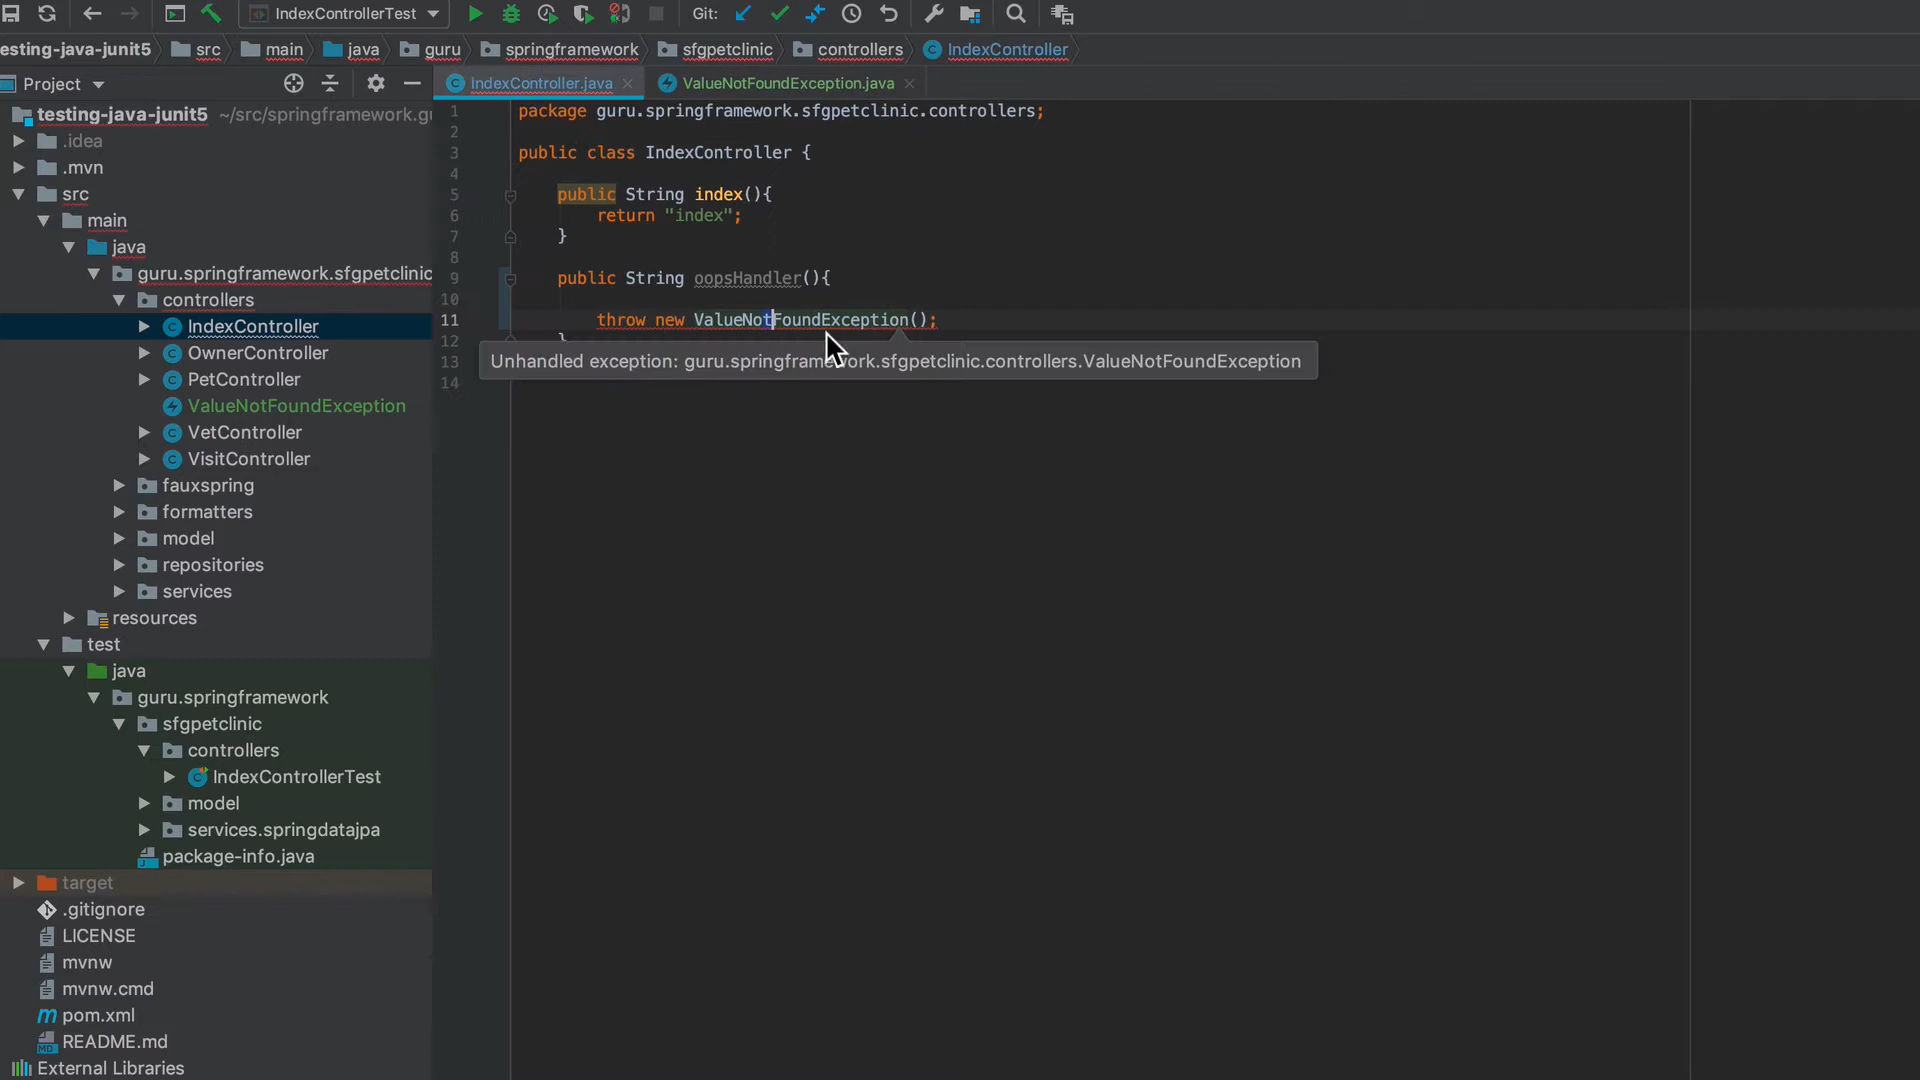 IndexControllerTest
Git:
esting-java-junit5
src
main
java
guru
springframework
sfgpetclinic
controllers
IndexController
Project
IndexController.java
ValueNotFoundException.java
testing-java-junit5 ~/src/springframework.gu
.idea
.mvn
src
main
java
guru.springframework.sfgpetclinic
controllers
IndexController
OwnerController
PetController
ValueNotFoundException
VetController
VisitController
fauxspring
formatters
model
repositories
services
resources
test
java
guru.springframework
sfgpetclinic
controllers
IndexControllerTest
model
services.springdatajpa
package-info.java
target
.gitignore
LICENSE
mvnw
mvnw.cmd
pom.xml
README.md
External Libraries
1 package guru.springframework.sfgpetclinic.controllers;
2
3 public class IndexController {
4
5 public String index(){
6 return "index";
7 }
8
9 public String oopsHandler(){
10
11 throw new ValueNotFoundException();
12 }
13
14
Unhandled exception: guru.springframework.sfgpetclinic.controllers.ValueNotFoundException